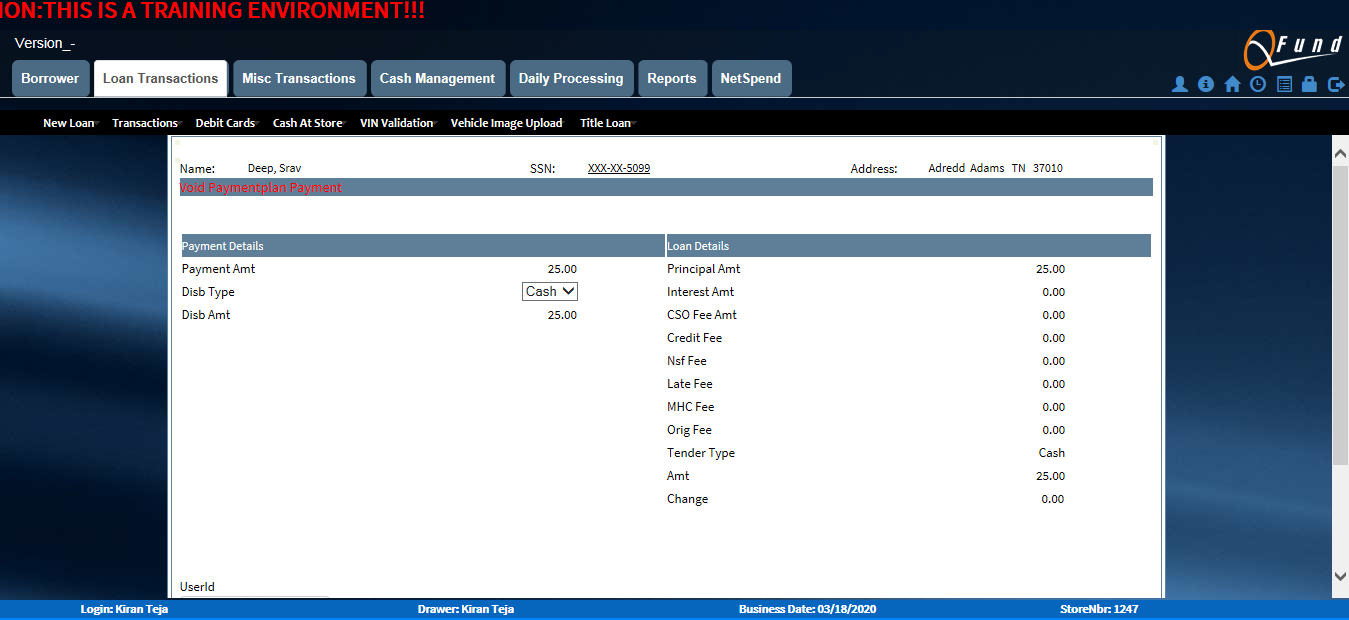 ION:THIS IS A TRAINING ENVIRONMENT!!!
Version_-
QFund
Borrower Loan Transactions Misc Transactions Cash Management Daily Processing Reports NetSpend
New Loan Transactions Debit Cards Cash At Store VIN Validation Vehicle Image Upload Title Loan
Name: Deep, Srav SSN: XXX-XX-5099 Address: Adredd Adams TN 37010
Void Paymentplan Payment
Payment Details Loan Details
Payment Amt 25.00 Principal Amt 25.00
Disb Type Cash Interest Amt 0.00
Disb Amt 25.00 CSO Fee Amt 0.00
Credit Fee 0.00
Nsf Fee 0.00
Late Fee 0.00
MHC Fee 0.00
Orig Fee 0.00
Tender Type Cash
Amt 25.00
Change 0.00
UserId
Login: Kiran Teja Drawer: Kiran Teja Business Date: 03/18/2020 StoreNbr: 1247